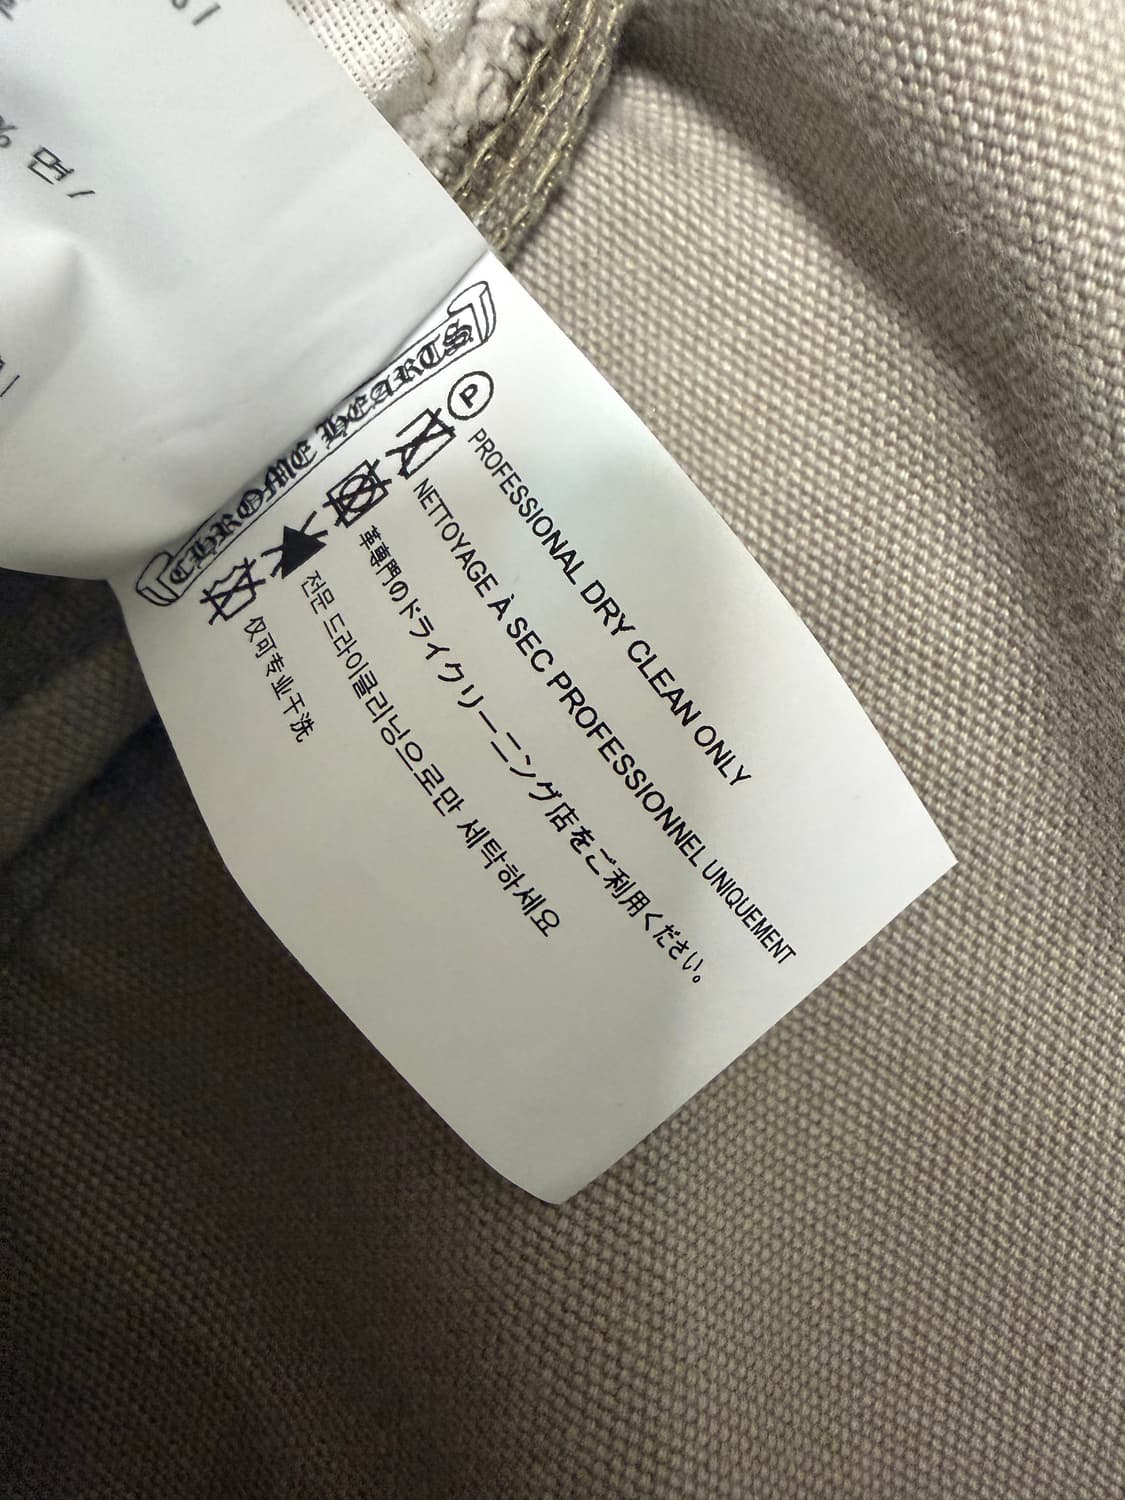 % 면 /
CHROME HEARTS
P
PROFESSIONAL DRY CLEAN ONLY
NETTOYAGE À SEC PROFESSIONNEL UNIQUEMENT
革専門のドライクリーニング店をご利用ください。
전문 드라이클리닝으로만 세탁하세요
仅可专业干洗